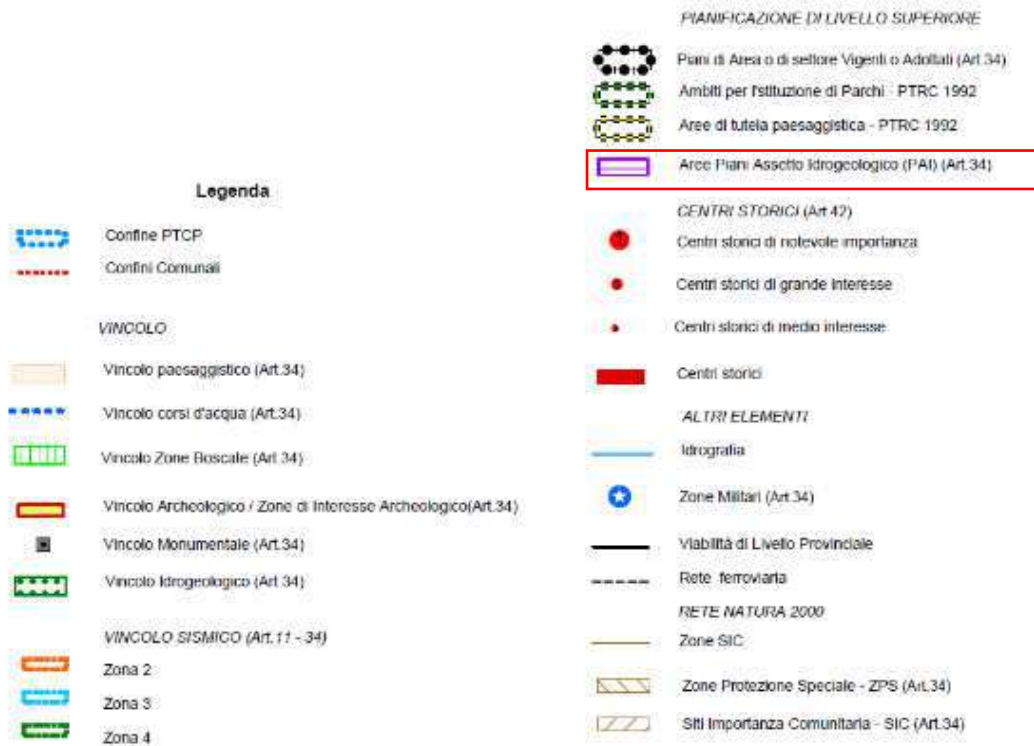 Legenda
Confine PTCP
Confini Comunali
VINCOLO
Vincolo paesaggistico (Art.34)
Vincolo corsi d'acqua (Art.34)
Vincolo Zone Boscate (Art 34)
Vincolo Archeologico / Zone di Interesse Archeologico(Art.34)
Vincolo Monumentale (Art.34)
Vincolo Idrogeologico (Art 34)
VINCOLO SISMICO (Art.11 - 34)
Zona 2
Zona 3
Zona 4
PIANIFICAZIONE DI LIVELLO SUPERIORE
Piani di Area o di settore Vigenti o Adottati (Art 34)
Ambiti per l'stituzione di Parchi - PTRC 1992
Aree di tutela paesaggistica - PTRC 1992
Aree Piani Assetto Idrogeologico (PAI) (Art.34)
CENTRI STORICI (Art 42)
Centri storici di notevole importanza
Centri storici di grande interesse
Centri storici di medio interesse
Centri storici
ALTRI ELEMENTI
Idrografia
Zone Militari (Art 34)
Viabilità di Livello Provinciale
Rete ferroviaria
RETE NATURA 2000
Zone SIC
Zone Protezione Speciale - ZPS (Art.34)
Siti Importanza Comunitaria - SIC (Art.34)